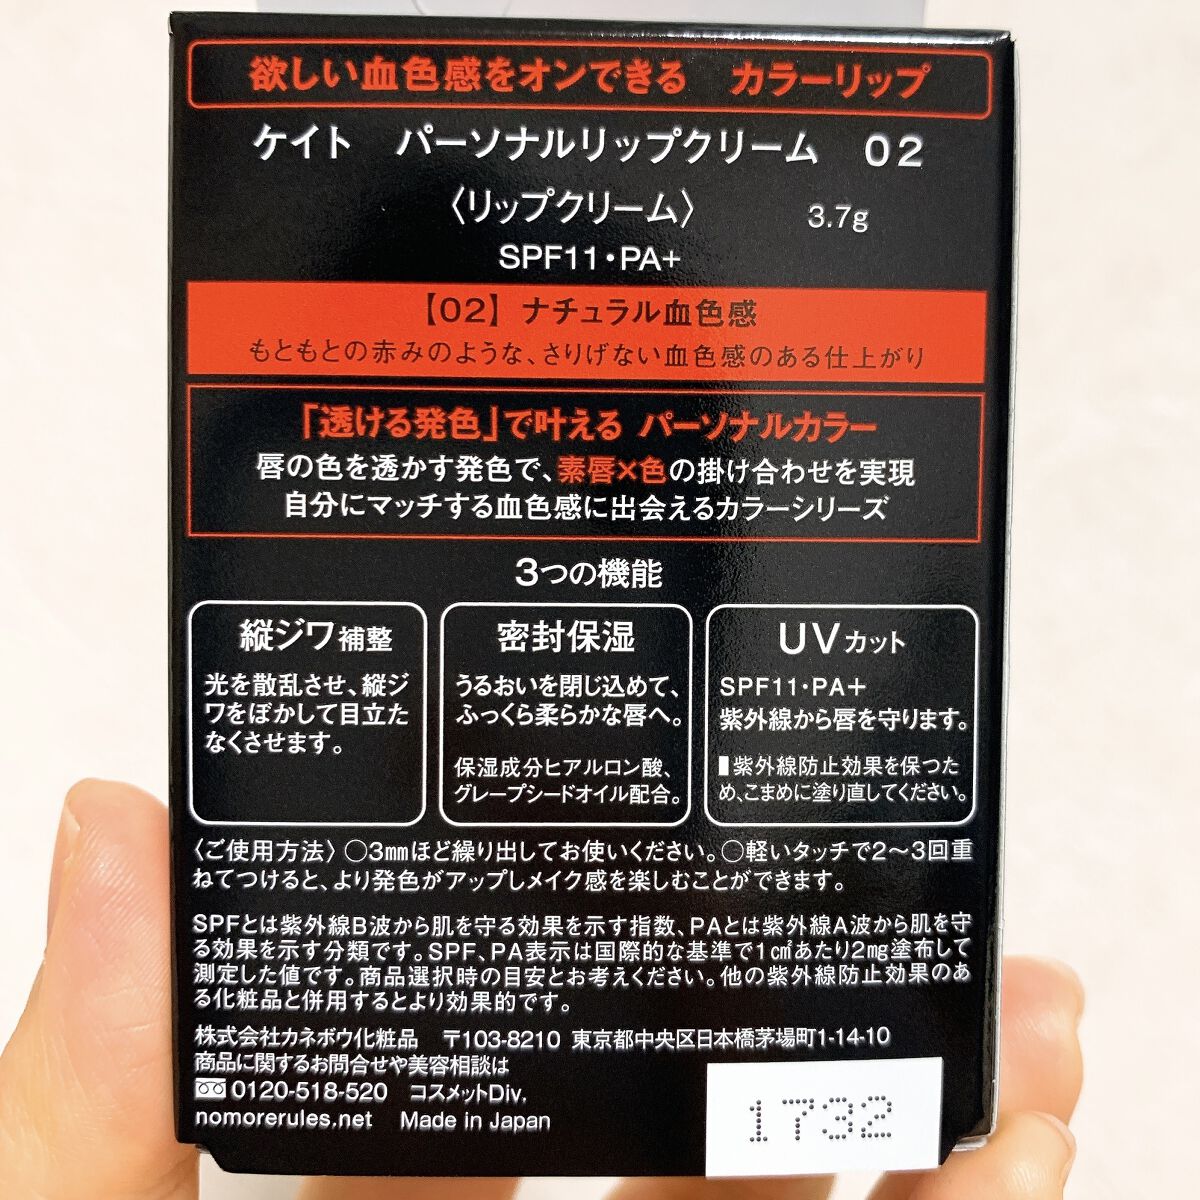 欲しい血色感をオンできる カラーリップ
ケイト パーソナルリップクリーム 02
〈リップクリーム〉 3.7g
SPF11・PA+
【02】ナチュラル血色感
もともとの赤みのような、さりげない血色感のある仕上がり
「透ける発色」で叶える パーソナルカラー
唇の色を透かす発色で、素唇×色の掛け合わせを実現
自分にマッチする血色感に出会えるカラーシリーズ
3つの機能
縦ジワ補整
光を散乱させ、縦ジ
ワをぼかして目立た
なくさせます。
密封保湿
うるおいを閉じ込めて、
ふっくら柔らかな唇へ。
保湿成分ヒアルロン酸、
グレープシードオイル配合。
UVカット
SPF11・PA+
紫外線から唇を守ります。
▮紫外線防止効果を保つた
め、こまめに塗り直してください。
〈ご使用方法〉○3㎜ほど繰り出してお使いください。○軽いタッチで2〜3回重
ねてつけると、より発色がアップしメイク感を楽しむことができます。
SPFとは紫外線B波から肌を守る効果を示す指数、PAとは紫外線A波から肌を守
る効果を示す分類です。SPF、PA表示は国際的な基準で1㎠あたり2㎎塗布して
測定した値です。商品選択時の目安とお考えください。他の紫外線防止効果のあ
る化粧品と併用するとより効果的です。
株式会社カネボウ化粧品 〒103-8210 東京都中央区日本橋茅場町1-14-10
商品に関するお問合せや美容相談は
0120-518-520 コスメットDiv.
nomorerules.net Made in Japan
1732